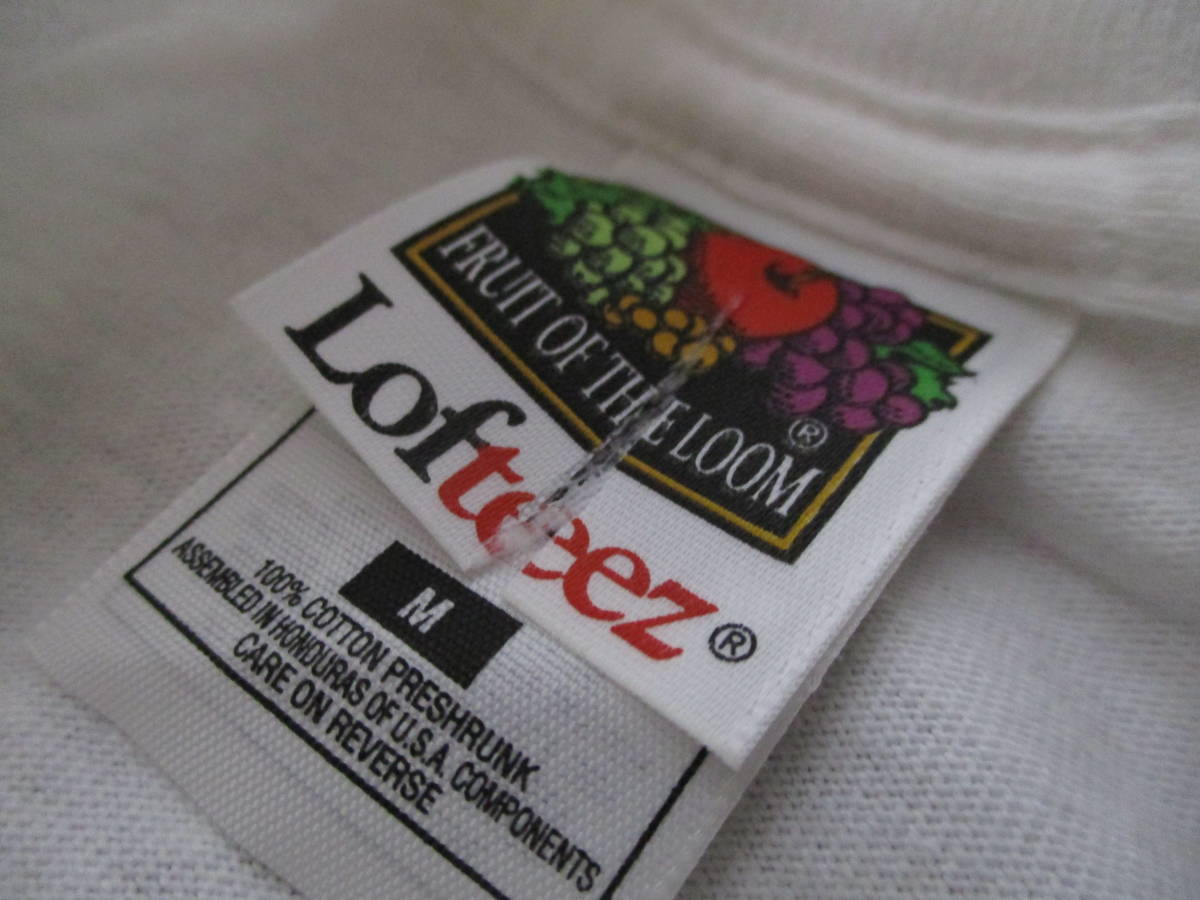 FRUIT OF THE LOOM ®
Lofteez ®
M
100% COTTON PRESHRUNK
ASSEMBLED IN HONDURAS OF U.S.A. COMPONENTS
CARE ON REVERSE